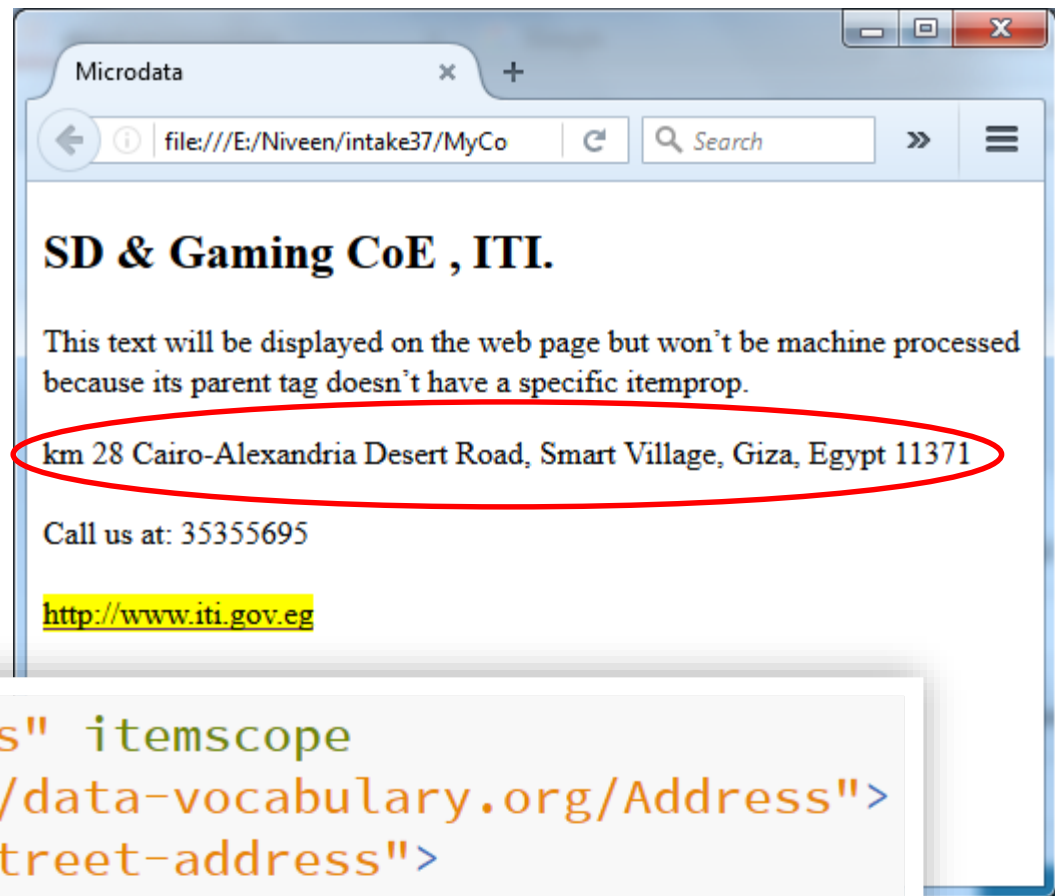 Microdata
file:///E:/Niveen/intake37/MyCo
Search
SD & Gaming CoE , ITI.
This text will be displayed on the web page but won’t be machine processed
because its parent tag doesn’t have a specific itemprop.
km 28 Cairo-Alexandria Desert Road, Smart Village, Giza, Egypt 11371
Call us at: 35355695
http://www.iti.gov.eg
s" itemscope
/data-vocabulary.org/Address">
treet-address">